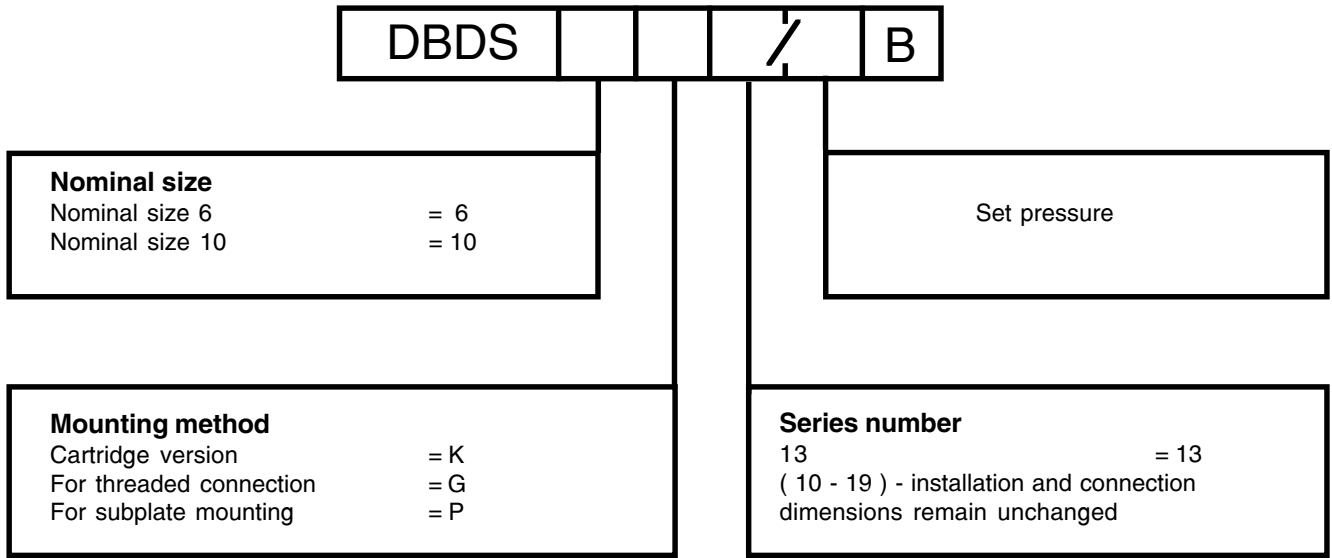 DBDS / B
Nominal size
Nominal size 6 = 6
Nominal size 10 = 10
Set pressure
Mounting method
Cartridge version = K
For threaded connection = G
For subplate mounting = P
Series number
13 = 13
( 10 - 19 ) - installation and connection
dimensions remain unchanged